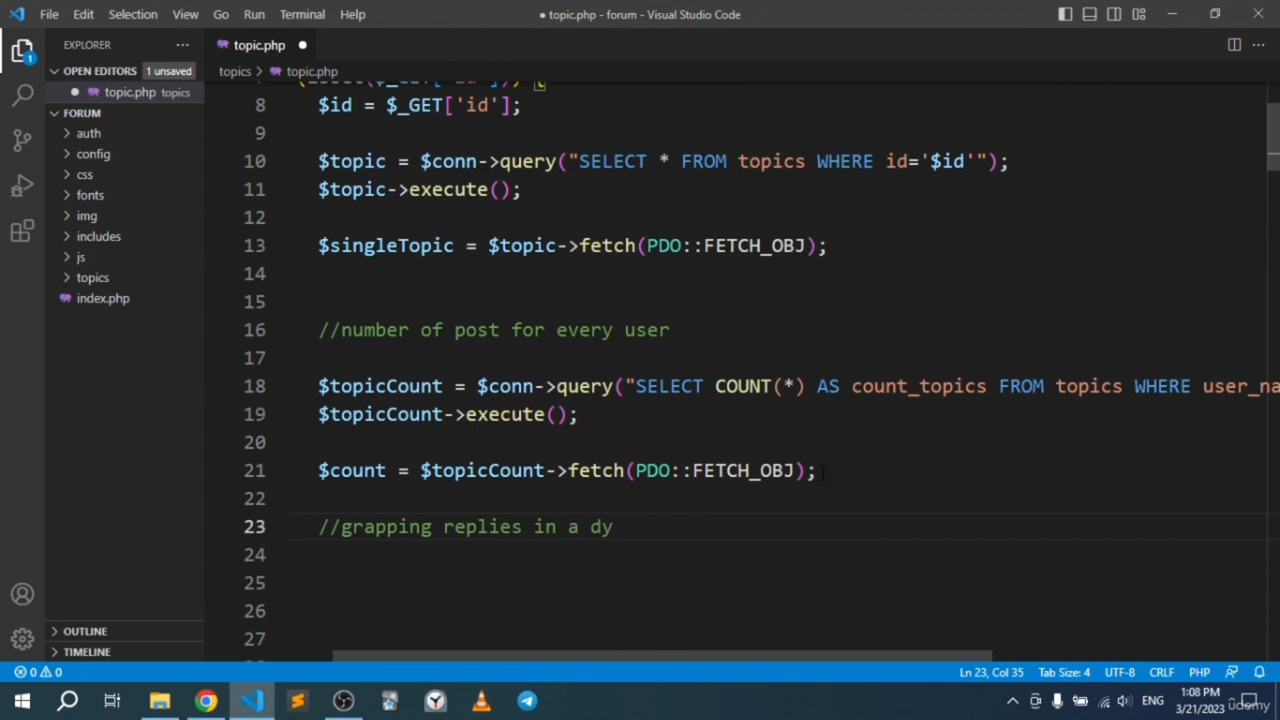 File Edit Selection View Go Run Terminal Help
● topic.php - forum - Visual Studio Code
EXPLORER
topic.php
OPEN EDITORS 1 unsaved
topics > topic.php
topic.php topics
FORUM
auth
config
css
fonts
img
includes
js
topics
index.php
8 $id = $_GET['id'];
9
10 $topic = $conn->query("SELECT * FROM topics WHERE id='$id'");
11 $topic->execute();
12
13 $singleTopic = $topic->fetch(PDO::FETCH_OBJ);
14
15
16 //number of post for every user
17
18 $topicCount = $conn->query("SELECT COUNT(*) AS count_topics FROM topics WHERE user_na
19 $topicCount->execute();
20
21 $count = $topicCount->fetch(PDO::FETCH_OBJ);
22
23 //grapping replies in a dy
24
25
26
27
OUTLINE
TIMELINE
0 0
Ln 23, Col 35 Tab Size: 4 UTF-8 CRLF PHP
ENG
1:08 PM
3/21/2023
udemy
1